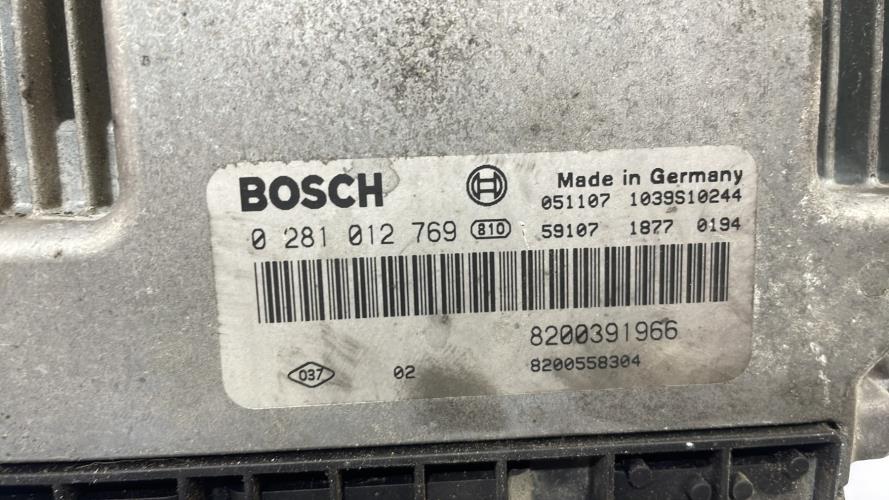 BOSCH
Made in Germany
051107 1039S10244
0 281 012 769 810 59107 1877 0194
8200391966
037 02 8200558304